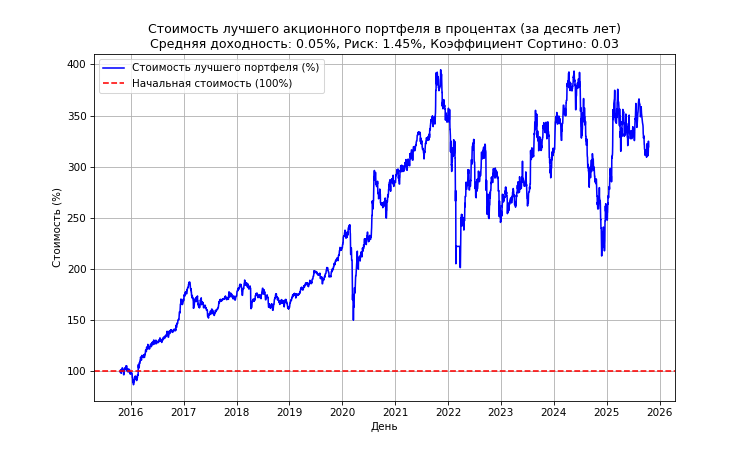 Стоимость лучшего акционного портфеля в процентах (за десять лет)
Средняя доходность: 0.05%, Риск: 1.45%, Коэффициент Сортино: 0.03
Стоимость лучшего портфеля (%)
Начальная стоимость (100%)
Стоимость (%)
400
350
300
250
200
150
100
2016 2017 2018 2019 2020 2021 2022 2023 2024 2025 2026
День